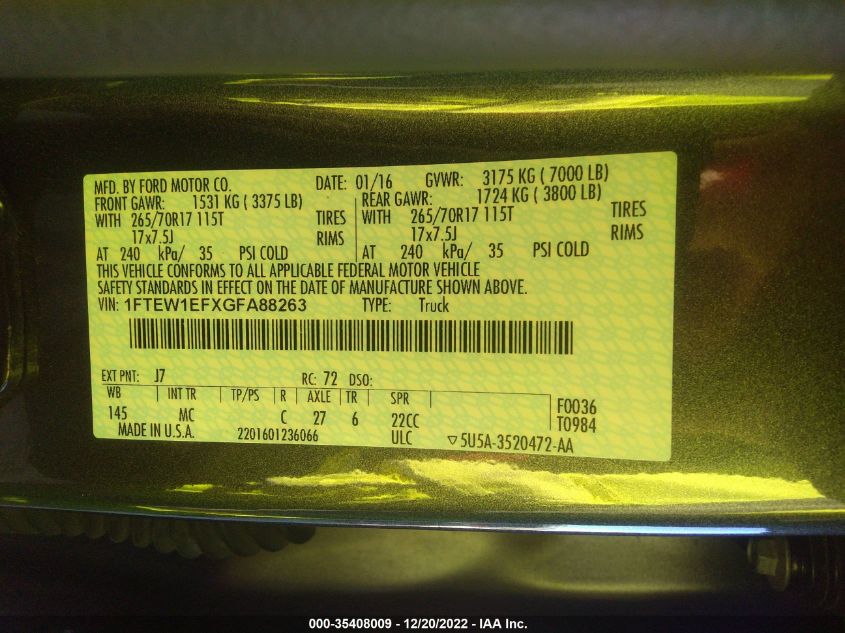 MFD. BY FORD MOTOR CO. DATE: 01/16 GVWR: 3175 KG ( 7000 LB)
FRONT GAWR: 1531 KG ( 3375 LB) REAR GAWR: 1724 KG ( 3800 LB)
WITH 265/70R17 115T TIRES WITH 265/70R17 115T TIRES
17x7.5J RIMS 17x7.5J RIMS
AT 240 kPa/ 35 PSI COLD AT 240 kPa/ 35 PSI COLD
THIS VEHICLE CONFORMS TO ALL APPLICABLE FEDERAL MOTOR VEHICLE
SAFETY STANDARDS IN EFFECT ON THE DATE OF MANUFACTURE SHOWN ABOVE.
VIN: 1FTEW1EFXGFA88263 TYPE: Truck
EXT PNT: J7 RC: 72 DSO:
WB INT TR TP/PS R AXLE TR SPR
145 MC C 27 6 22CC F0036
T0984
MADE IN U.S.A. 2201601236066 ULC ▽5U5A-3520472-AA
000-35408009 - 12/20/2022 - IAA Inc.